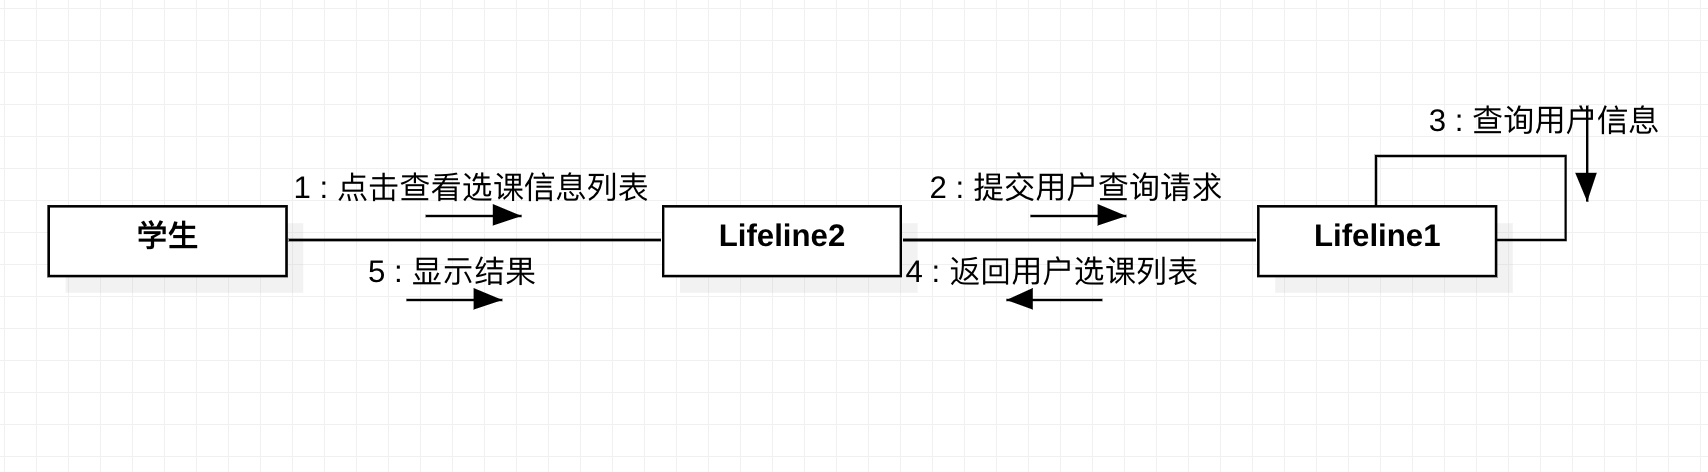 3 : 查询用户信息
1 : 点击查看选课信息列表
2 : 提交用户查询请求
学生
Lifeline2
Lifeline1
5 : 显示结果
4 : 返回用户选课列表